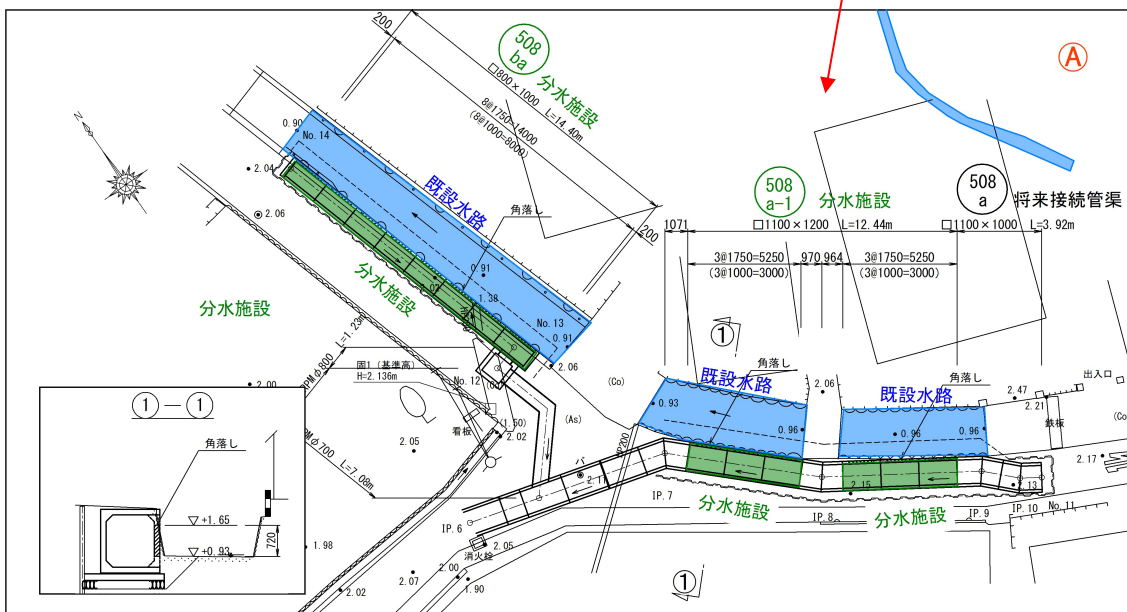 200
508
ba
分水施設
□800×1000 L=14.40m
8@1750=14000
(8@1000=8000)
200
A
N
0.90
No.14
2.04
2.06
既設水路
角落し
508
a-1
分水施設
508
a
将来接続管渠
1071
□1100×1200 L=12.44m
□1100×1000 L=3.92m
3@1750=5250
970
964
3@1750=5250
(3@1000=3000)
(3@1000=3000)
分水施設
分水施設
0.91
1.38
No.13
0.91
2.06
①
角落し
角落し
2.06
2.47
出入口
2.21
鉄板
(Co)
(Co)
既設水路
既設水路
0.93
0.96
0.96
0.96
L=1.23m
φ800
固1 (基準高)
H=2.136m
No.12
2.00
(1.50)
2.02
(As)
看板
2.05
φ700
L=7.08m
2.17
2.15
2.13
IP.6
IP.7
IP.8
IP.9
IP.10
No.11
分水施設
分水施設
消火栓
2.05
2.07
2.00
1.90
2.02
1.98
①
①－①
角落し
+1.65
+0.93
720